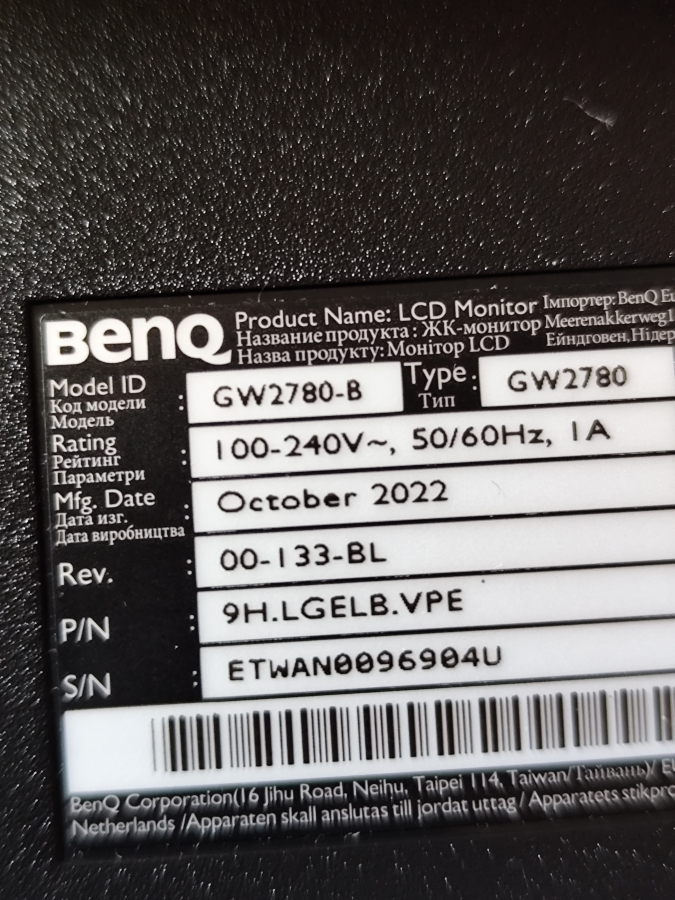 BenQ
Product Name: LCD Monitor
Название продукта : ЖК-монитор
Назва продукту: Монітор LCD
Імпортер: BenQ
Meerenakkerweg1
Ейндговен,
Model ID
Код модели
Модель
:
GW2780-B
Type :
Тип
GW2780
Rating
Рейтинг
Параметри
:
100-240V~, 50/60Hz, 1A
Mfg. Date
Дата изг.
Дата виробництва
:
October 2022
Rev. :
00-133-BL
P/N :
9H.LGELB.VPE
S/N :
ETWAN0096904U
BenQ Corporation(16 Jihu Road, Neihu, Taipei 114, Taiwan/Тайвань)/
Netherlands /Apparaten skall anslutas till jordat uttag / Apparatets